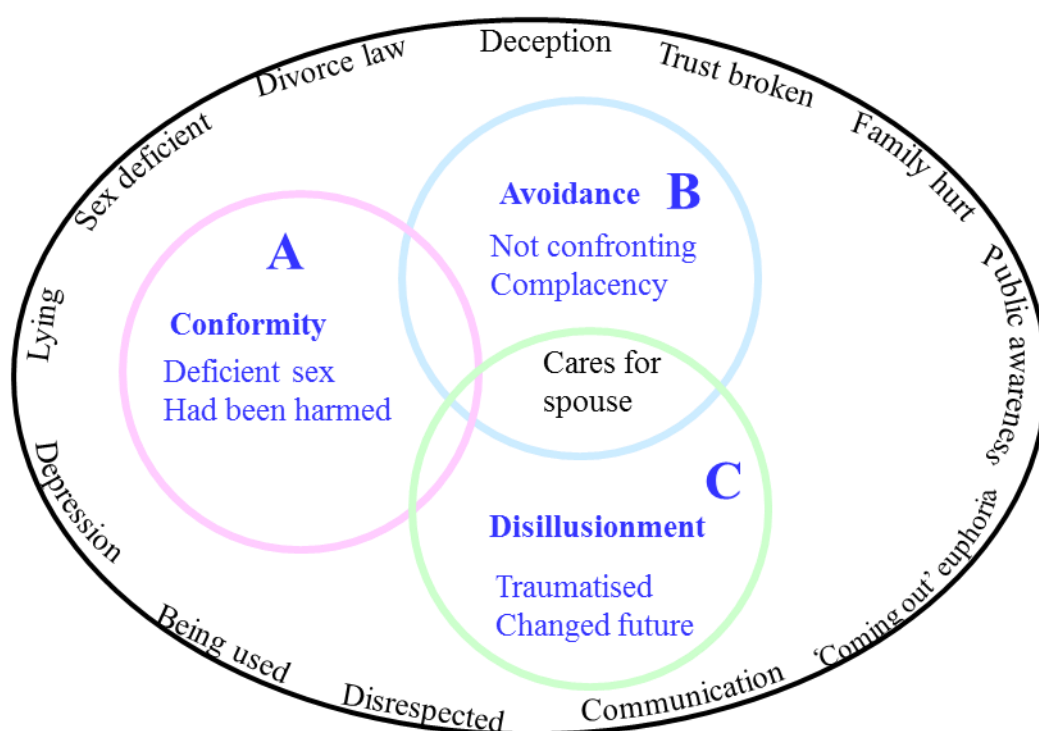 Deception
Divorce law
Trust broken
Sex deficient
Family hurt
Avoidance B
Not confronting
Complacency
A
Public awareness
Lying
Conformity
Deficient sex
Had been harmed
Cares for
spouse
Depression
C
Disillusionment
Traumatised
Changed future
'Coming out' euphoria
Being used
Disrespected
Communication